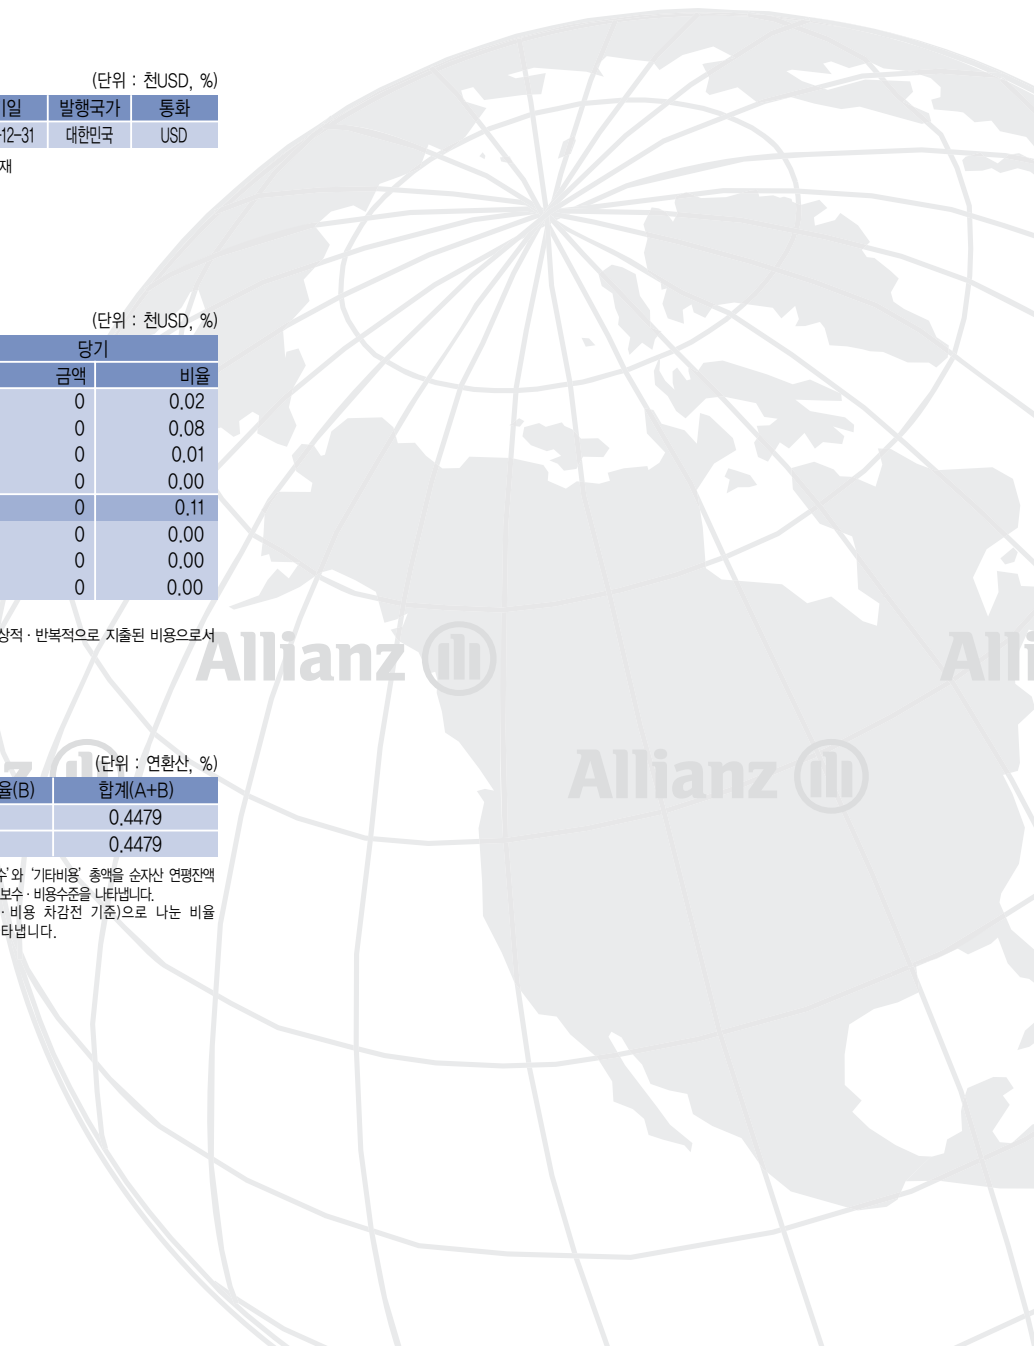 (단위 : 천USD, %)
일 발행국가 통화
-12-31 대한민국 USD
재
(단위 : 천USD, %)
당기
금액 비율
0 0.02
0 0.08
0 0.01
0 0.00
0 0.11
0 0.00
0 0.00
0 0.00
상적 · 반복적으로 지출된 비용으로서
Allianz All
(단위 : 연환산, %)
Allianz
율(B) 합계(A+B)
0.4479
0.4479
수’와 ‘기타비용’ 총액을 순자산 연평잔액
보수 · 비용수준을 나타냅니다.
· 비용 차감전 기준)으로 나눈 비율
타냅니다.